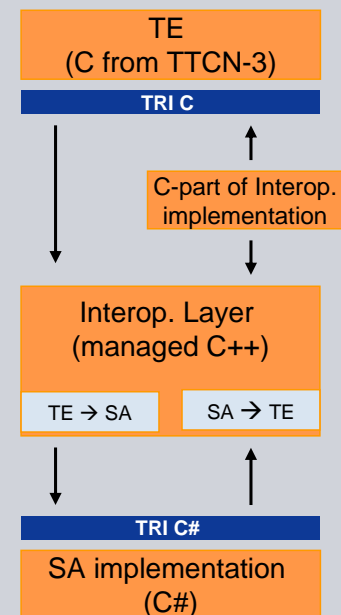 TE
(C from TTCN-3)
TRI C
C-part of Interop.
implementation
Interop. Layer
(managed C++)
TE → SA
SA → TE
TRI C#
SA implementation
(C#)